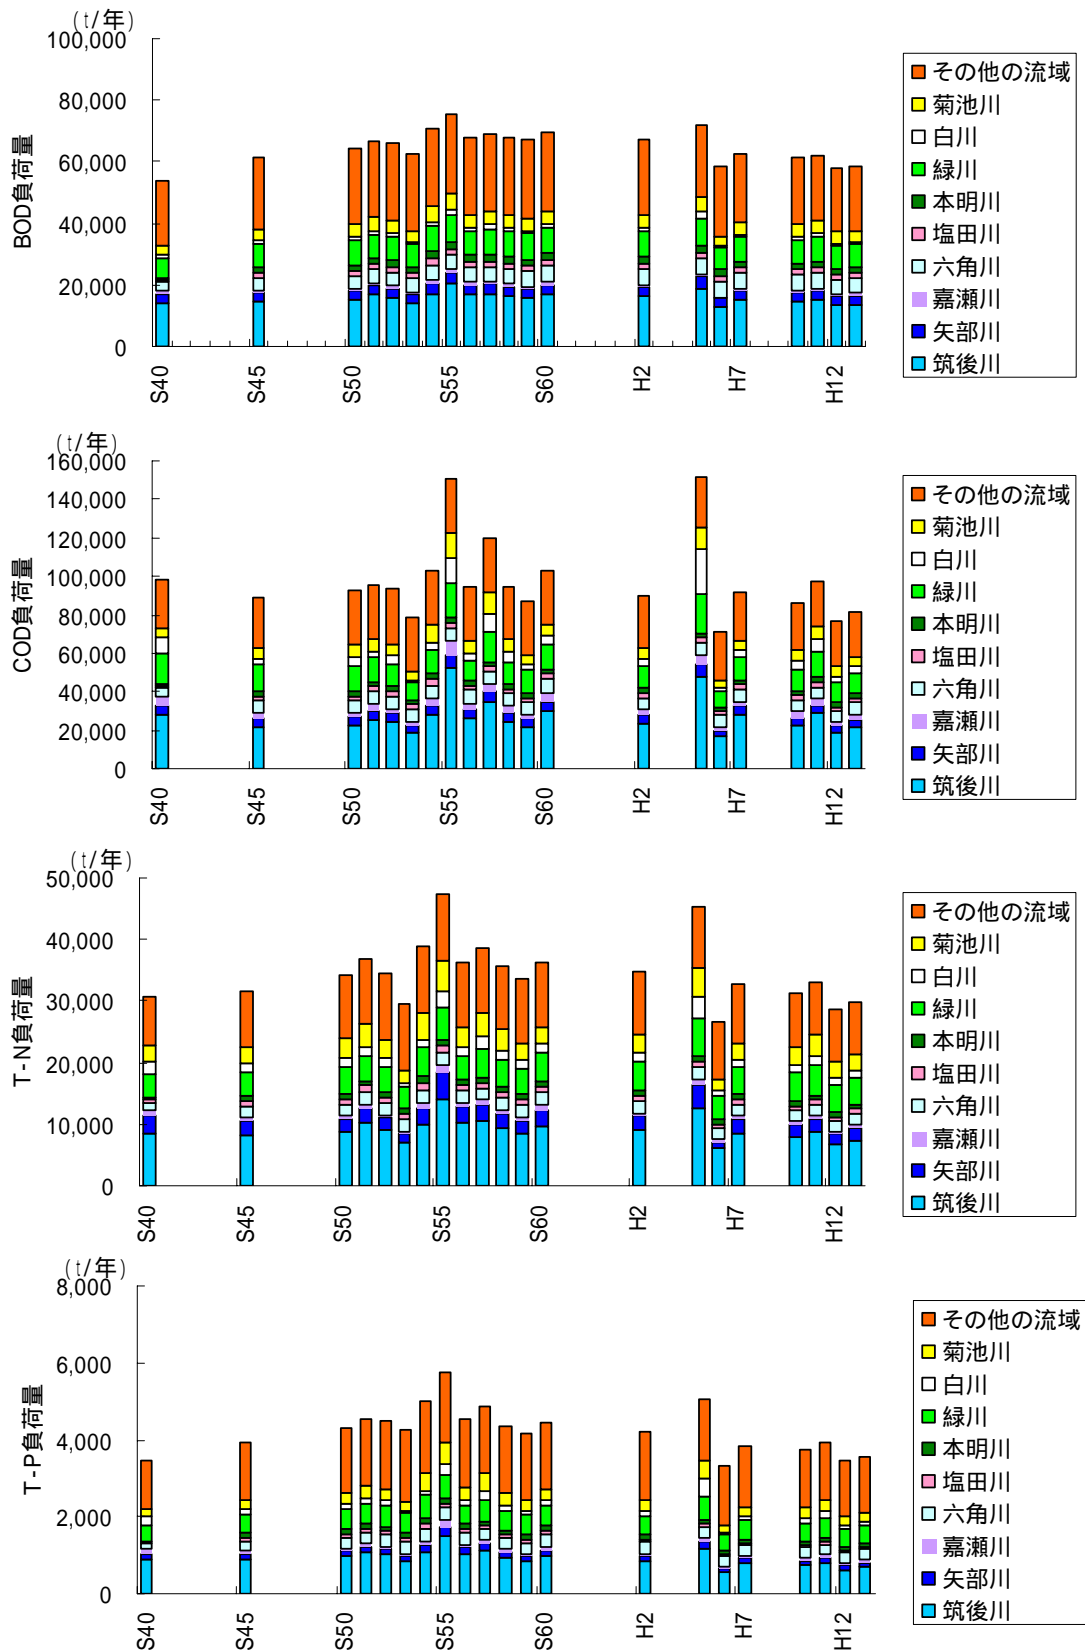 (t/年)
BOD負荷量
100,000
80,000
60,000
40,000
20,000
0
S40
S45
S50
S55
S60
H2
H7
H12
その他の流域
菊池川
白川
緑川
本明川
塩田川
六角川
嘉瀬川
矢部川
筑後川
(t/年)
COD負荷量
160,000
140,000
120,000
100,000
80,000
60,000
40,000
20,000
0
S40
S45
S50
S55
S60
H2
H7
H12
その他の流域
菊池川
白川
緑川
本明川
塩田川
六角川
嘉瀬川
矢部川
筑後川
(t/年)
T-N負荷量
50,000
40,000
30,000
20,000
10,000
0
S40
S45
S50
S55
S60
H2
H7
H12
その他の流域
菊池川
白川
緑川
本明川
塩田川
六角川
嘉瀬川
矢部川
筑後川
(t/年)
T-P負荷量
8,000
6,000
4,000
2,000
0
S40
S45
S50
S55
S60
H2
H7
H12
その他の流域
菊池川
白川
緑川
本明川
塩田川
六角川
嘉瀬川
矢部川
筑後川